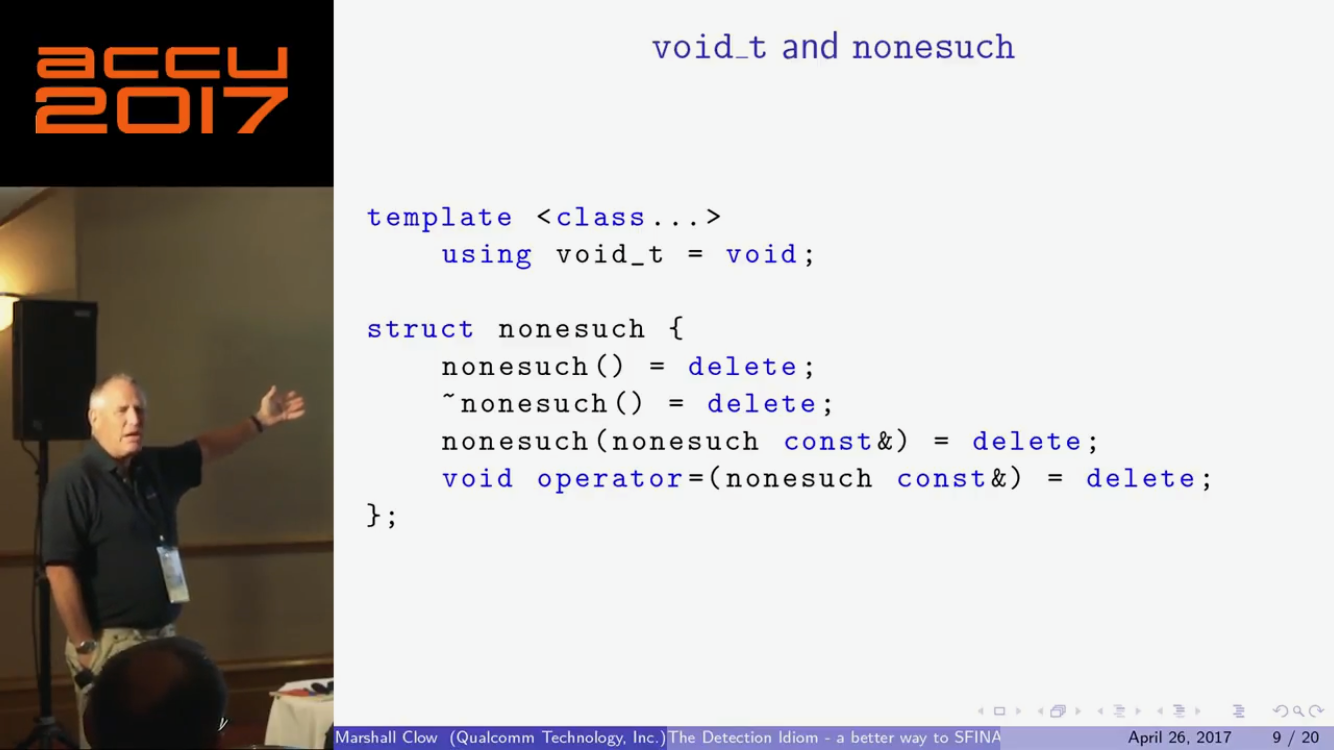 accu
2017
void_t and nonesuch
template <class...>
    using void_t = void;
struct nonesuch {
    nonesuch() = delete;
    ~nonesuch() = delete;
    nonesuch(nonesuch const&) = delete;
    void operator=(nonesuch const&) = delete;
};
Marshall Clow (Qualcomm Technology, Inc.) The Detection Idiom - a better way to SFINA April 26, 2017 9 / 20